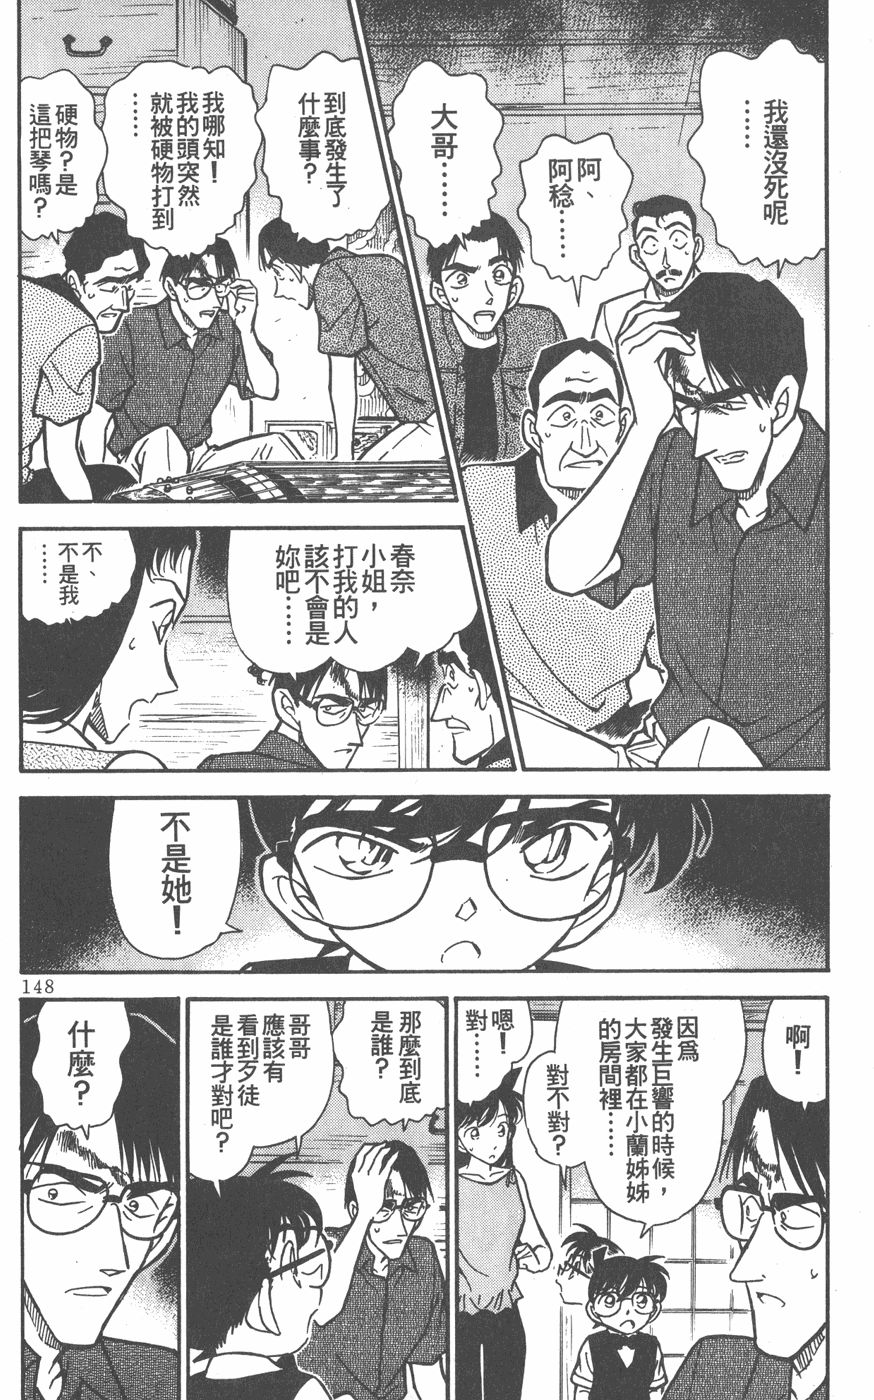 我還沒死呢
……
阿、
阿稔……
大哥……
到底發生了
什麼事？
我哪知！
我的頭突然
就被硬物打到
……
硬物？是
這把琴嗎？
春奈
小姐，
打我的人
該不會是
妳吧……
不、
不是我
……
不是她！
148
啊！
因為
發生巨響的時候，
大家都在小蘭姊姊
的房間裡……
對不對？
嗯！
對……
那麼到底
是誰？
哥哥
應該有
看到歹徒
是誰才對吧？
什麼？